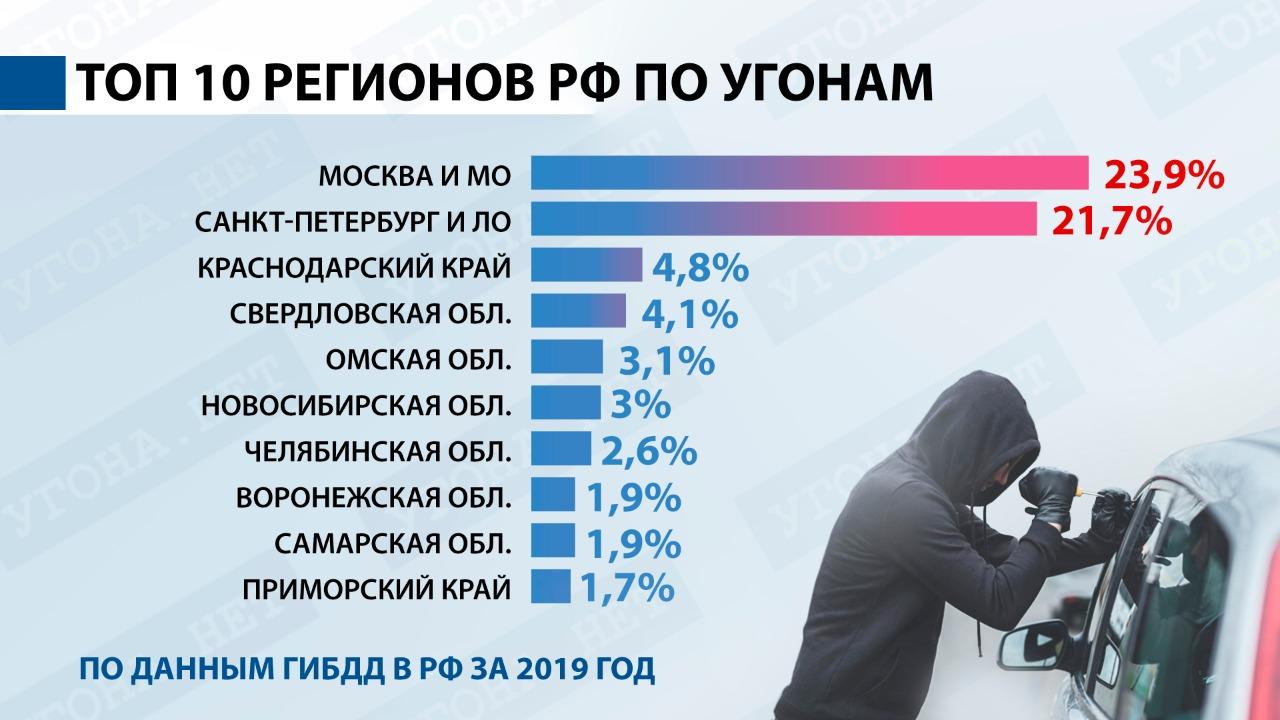 ТОП 10 РЕГИОНОВ РФ ПО УГОНАМ
МОСКВА И МО 23,9%
САНКТ-ПЕТЕРБУРГ И ЛО 21,7%
КРАСНОДАРСКИЙ КРАЙ 4,8%
СВЕРДЛОВСКАЯ ОБЛ. 4,1%
ОМСКАЯ ОБЛ. 3,1%
НОВОСИБИРСКАЯ ОБЛ. 3%
ЧЕЛЯБИНСКАЯ ОБЛ. 2,6%
ВОРОНЕЖСКАЯ ОБЛ. 1,9%
САМАРСКАЯ ОБЛ. 1,9%
ПРИМОРСКИЙ КРАЙ 1,7%
ПО ДАННЫМ ГИБДД В РФ ЗА 2019 ГОД
УГОНА.НЕТ